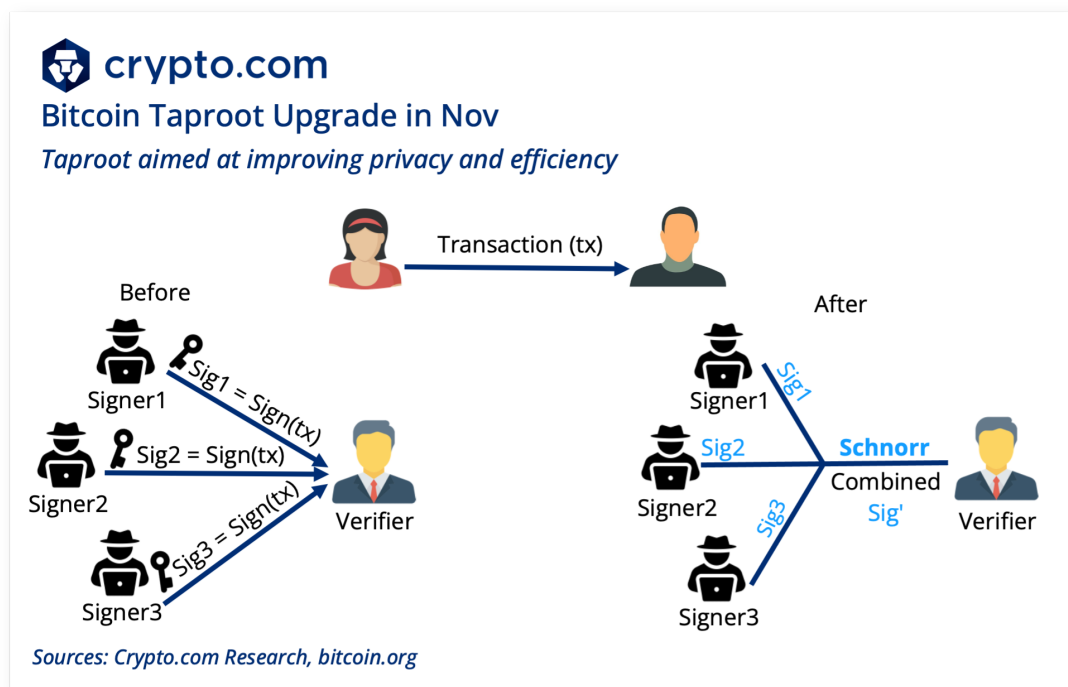 crypto.com
Bitcoin Taproot Upgrade in Nov
Taproot aimed at improving privacy and efficiency
Transaction (tx)
Before
Signer1
Sig1 = Sign(tx)
Signer2
Sig2 = Sign(tx)
Signer3
Sig3 = Sign(tx)
Verifier
After
Signer1
Sig1
Signer2
Sig2
Signer3
Sig3
Schnorr
Combined
Sig'
Verifier
Sources: Crypto.com Research, bitcoin.org